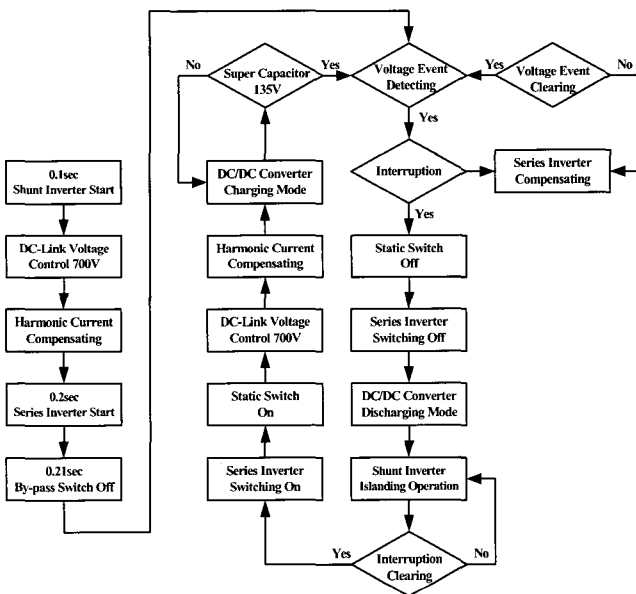 0.1sec
Shunt Inverter Start
DC-Link Voltage
Control 700V
Harmonic Current
Compensating
0.2sec
Series Inverter Start
0.21sec
By-pass Switch Off
No
Super Capacitor
135V
Yes
DC/DC Converter
Charging Mode
Harmonic Current
Compensating
DC-Link Voltage
Control 700V
Static Switch
On
Series Inverter
Switching On
Voltage Event
Detecting
Yes
Yes
Voltage Event
Clearing
No
Interruption
Series Inverter
Compensating
Yes
Static Switch
Off
Series Inverter
Switching Off
DC/DC Converter
Discharging Mode
Shunt Inverter
Islanding Operation
Yes
Interruption
Clearing
No